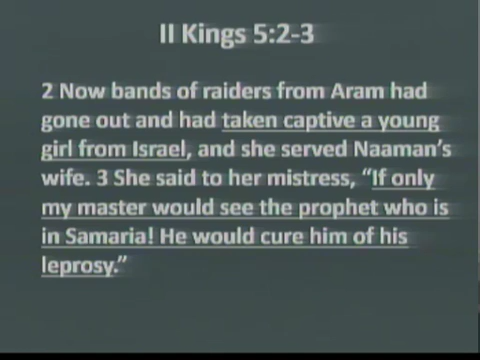 II Kings 5:2-3
2 Now bands of raiders from Aram had
gone out and had taken captive a young
girl from Israel, and she served Naaman's
wife. 3 She said to her mistress, “If only
my master would see the prophet who is
in Samaria! He would cure him of his
leprosy.”